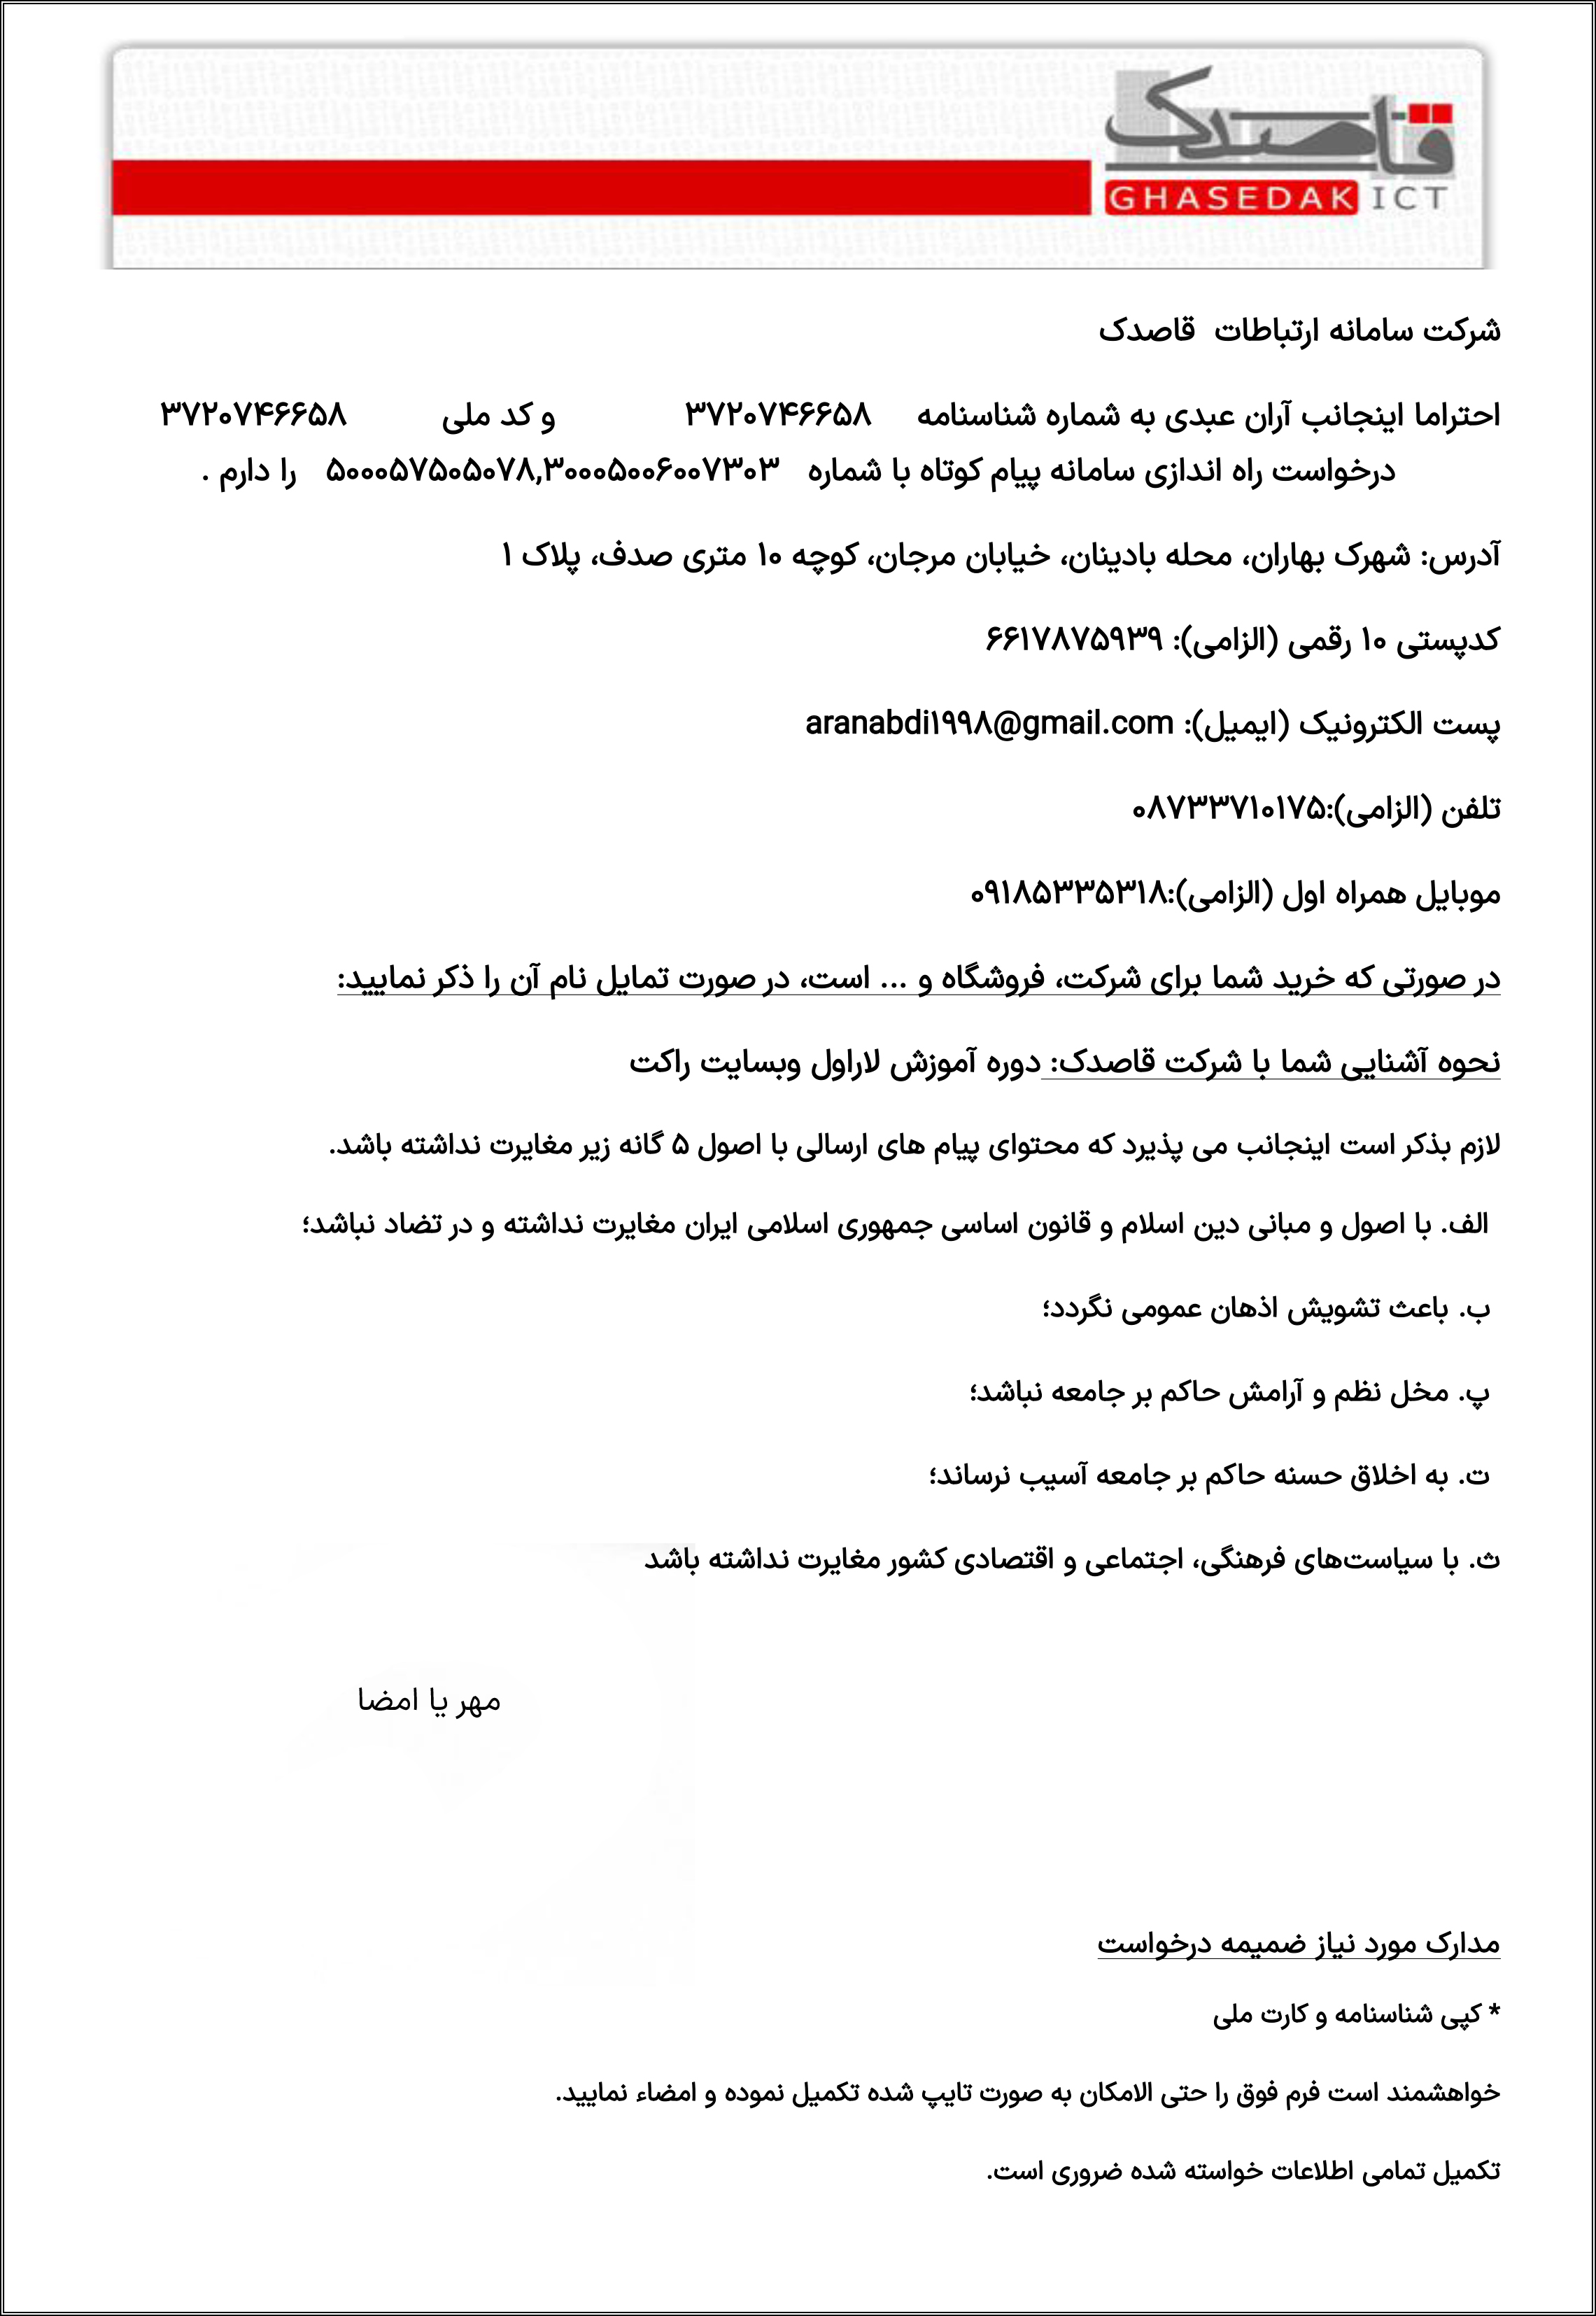 قاصدک
GHASEDAK ICT
شرکت سامانه ارتباطات قاصدک
احتراما اینجانب آران عبدی به شماره شناسنامه ۳۷۲۰۷۴۶۶۵۸ و کد ملی ۳۷۲۰۷۴۶۶۵۸
درخواست راه اندازی سامانه پیام کوتاه با شماره ۵۰۰۰۵۷۵۰۵۰۷۸,۳۰۰۰۵۰۰۶۰۰۷۳۰۳ را دارم .
آدرس: شهرک بهاران، محله بادینان، خیابان مرجان، کوچه ۱۰ متری صدف، پلاک ۱
کدپستی ۱۰ رقمی (الزامی): ۶۶۱۷۸۷۵۹۳۹
پست الکترونیک (ایمیل): aranabdi۱۹۹۸@gmail.com
تلفن (الزامی):۰۸۷۳۳۷۱۰۱۷۵
موبایل همراه اول (الزامی):۰۹۱۸۵۳۳۵۳۱۸
در صورتی که خرید شما برای شرکت، فروشگاه و ... است، در صورت تمایل نام آن را ذکر نمایید:
نحوه آشنایی شما با شرکت قاصدک: دوره آموزش لاراول وبسایت راکت
لازم بذکر است اینجانب می پذیرد که محتوای پیام های ارسالی با اصول ۵ گانه زیر مغایرت نداشته باشد.
الف. با اصول و مبانی دین اسلام و قانون اساسی جمهوری اسلامی ایران مغایرت نداشته و در تضاد نباشد؛
ب. باعث تشویش اذهان عمومی نگردد؛
پ. مخل نظم و آرامش حاکم بر جامعه نباشد؛
ت. به اخلاق حسنه حاکم بر جامعه آسیب نرساند؛
ث. با سیاست‌های فرهنگی، اجتماعی و اقتصادی کشور مغایرت نداشته باشد
مهر یا امضا
مدارک مورد نیاز ضمیمه درخواست
* کپی شناسنامه و کارت ملی
خواهشمند است فرم فوق را حتی الامکان به صورت تایپ شده تکمیل نموده و امضاء نمایید.
تکمیل تمامی اطلاعات خواسته شده ضروری است.